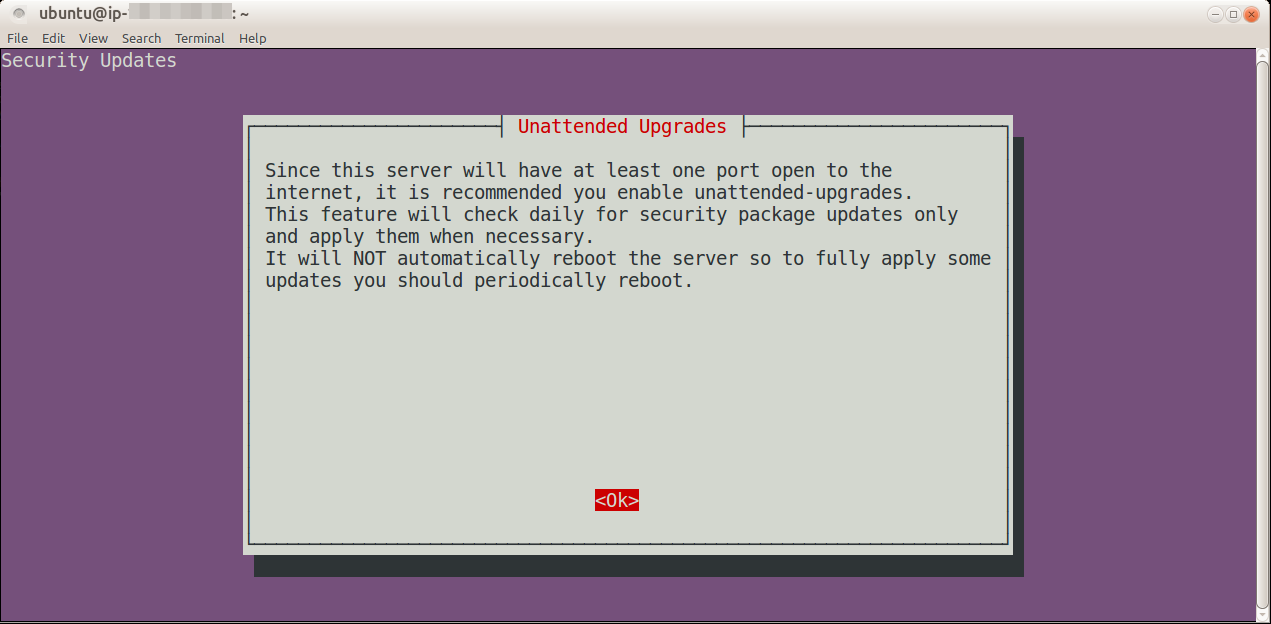 ubuntu@ip- : ~
File Edit View Search Terminal Help
Security Updates
Unattended Upgrades
Since this server will have at least one port open to the
internet, it is recommended you enable unattended-upgrades.
This feature will check daily for security package updates only
and apply them when necessary.
It will NOT automatically reboot the server so to fully apply some
updates you should periodically reboot.
<Ok>